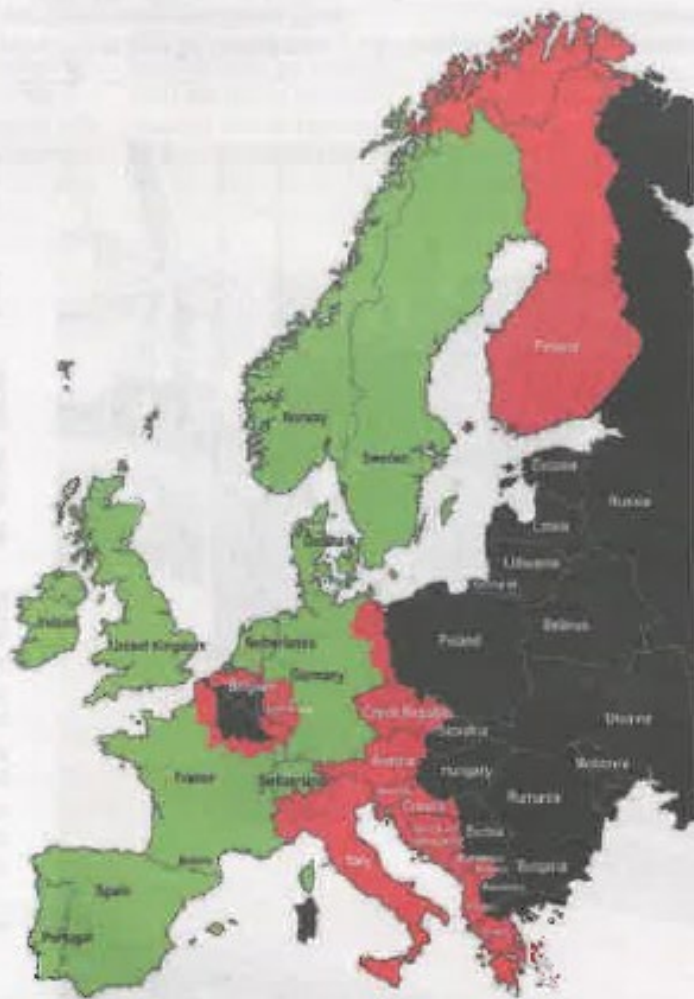 Finland
Norway
Sweden
Estonia
Russia
Latvia
Lithuania
Ireland
United Kingdom
Netherlands
Poland
Belarus
Germany
Belgium
Czech Republic
Slovakia
Ukraine
Austria
France
Switzerland
Hungary
Moldova
Croatia
Romania
Serbia
Italy
Bulgaria
Andorra
Spain
Portugal